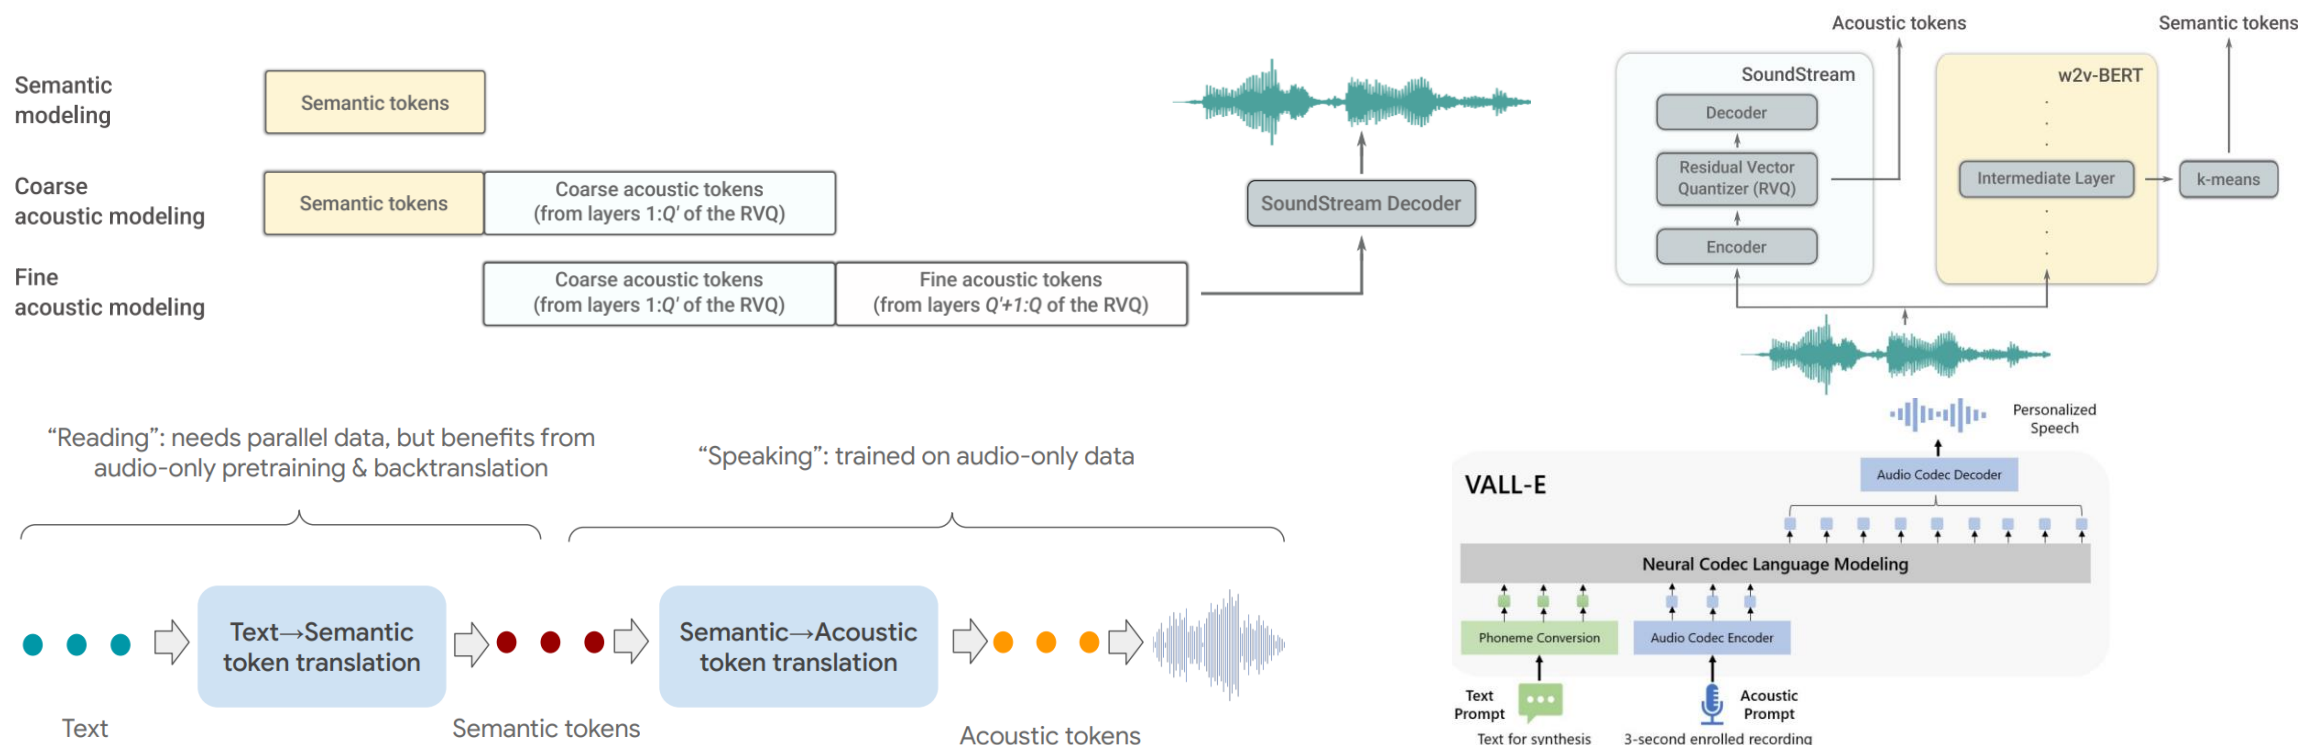 Semantic
modeling
Semantic tokens
Coarse
acoustic modeling
Semantic tokens
Coarse acoustic tokens
(from layers 1:Q' of the RVQ)
Fine
acoustic modeling
Coarse acoustic tokens
(from layers 1:Q' of the RVQ)
Fine acoustic tokens
(from layers Q'+1:Q of the RVQ)
SoundStream Decoder
Acoustic tokens
Semantic tokens
SoundStream
Decoder
Residual Vector
Quantizer (RVQ)
Encoder
w2v-BERT
Intermediate Layer
k-means
“Reading”: needs parallel data, but benefits from
audio-only pretraining & backtranslation
“Speaking”: trained on audio-only data
Text→Semantic
token translation
Semantic→Acoustic
token translation
Text
Semantic tokens
Acoustic tokens
Personalized
Speech
VALL-E
Audio Codec Decoder
Neural Codec Language Modeling
Phoneme Conversion
Audio Codec Encoder
Text
Prompt
Acoustic
Prompt
Text for synthesis
3-second enrolled recording